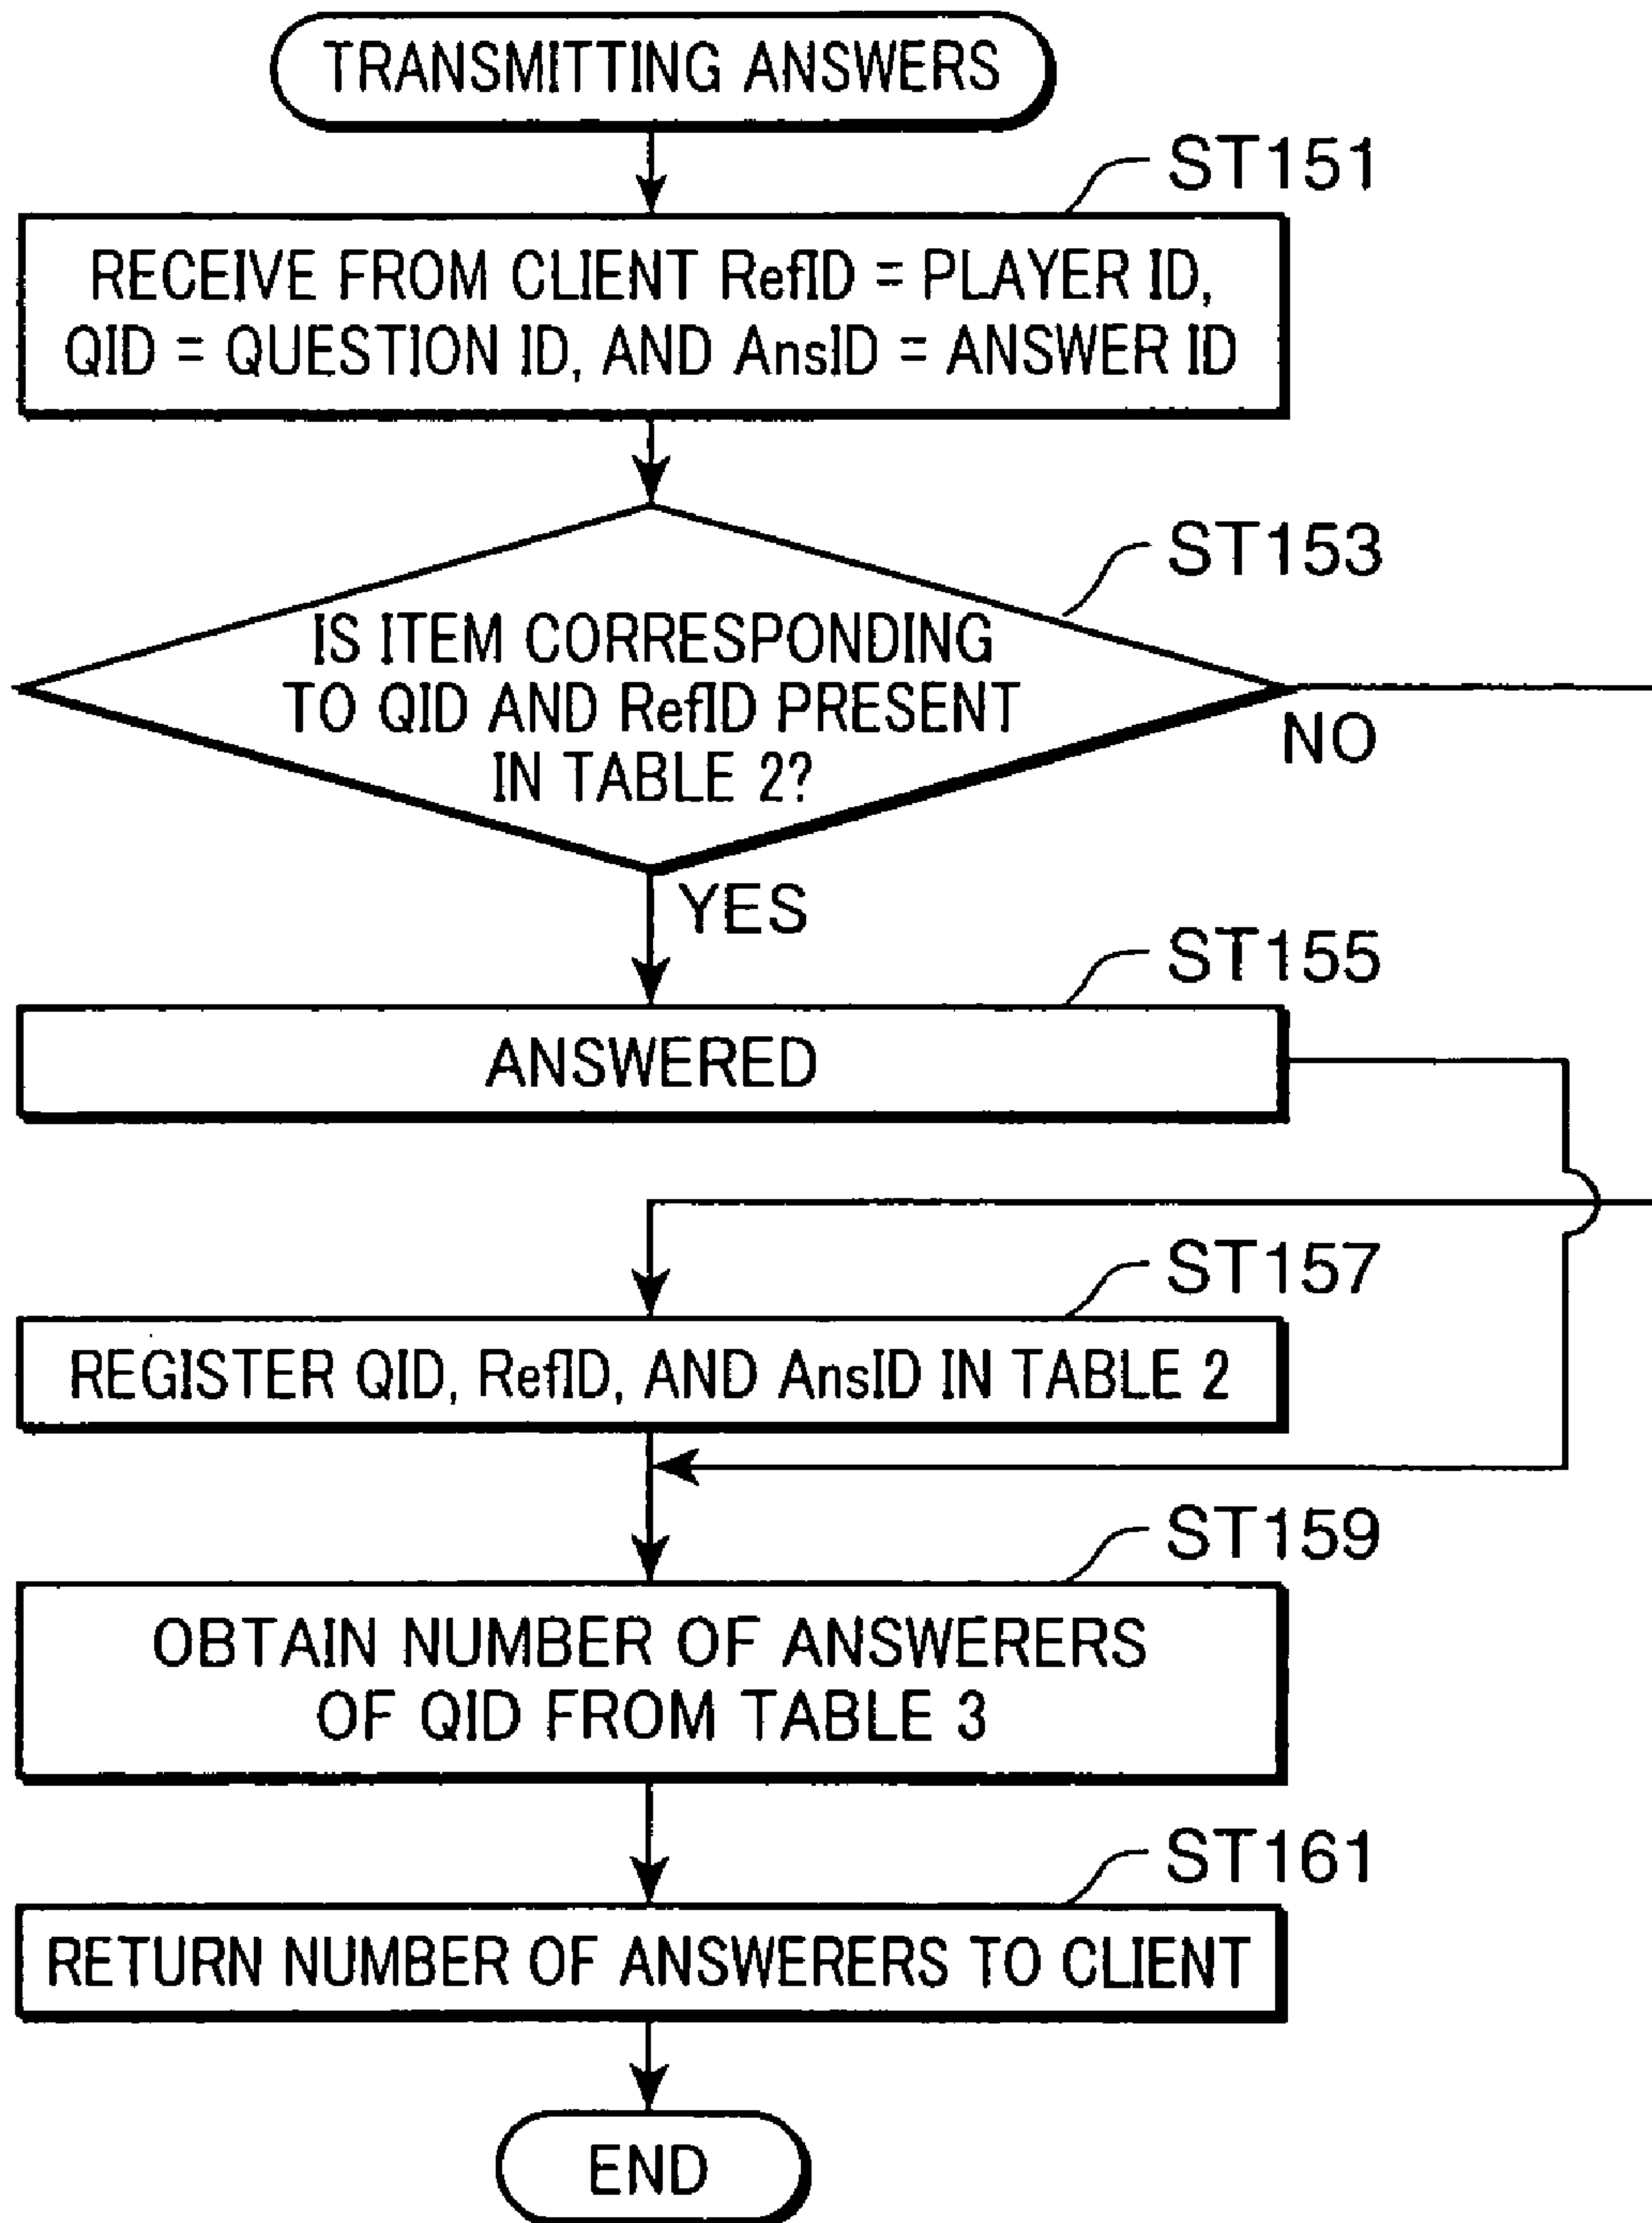 TRANSMITTING ANSWERS
ST151
RECEIVE FROM CLIENT RefID = PLAYER ID,
QID = QUESTION ID, AND AnsID = ANSWER ID
ST153
IS ITEM CORRESPONDING
TO QID AND RefID PRESENT
IN TABLE 2?
NO
YES
ST155
ANSWERED
ST157
REGISTER QID, RefID, AND AnsID IN TABLE 2
ST159
OBTAIN NUMBER OF ANSWERERS
OF QID FROM TABLE 3
ST161
RETURN NUMBER OF ANSWERERS TO CLIENT
END